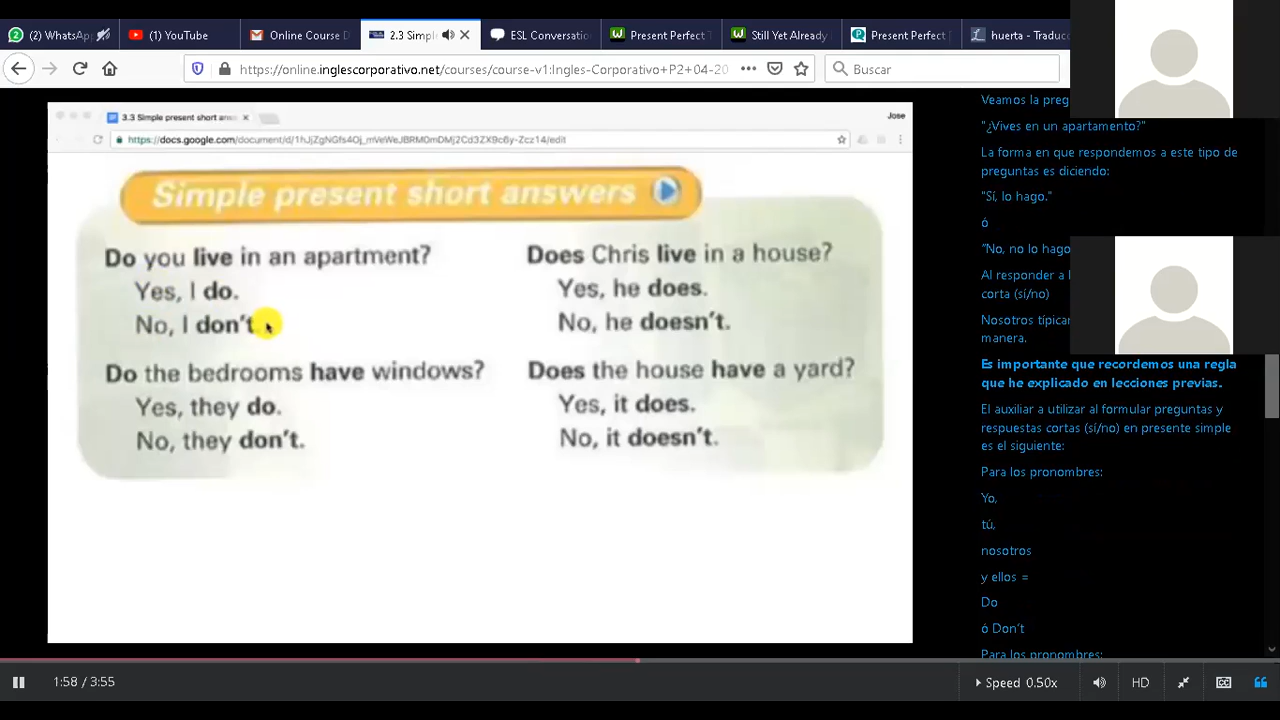 (2) WhatsAp
(1) YouTube
Online Course D
2.3 Simpl
ESL Conversatio
Present Perfect T
Still Yet Already
Present Perfect
huerta - Traduc
https://online.inglescorporativo.net/courses/course-v1:Ingles-Corporativo+P2+04-20
Buscar
3.3 Simple present short ans
Jose
Simple present short answers
Do you live in an apartment?
Yes, I do.
No, I don't.
Do the bedrooms have windows?
Yes, they do.
No, they don't.
Does Chris live in a house?
Yes, he does.
No, he doesn't.
Does the house have a yard?
Yes, it does.
No, it doesn't.
Veamos la preg
"¿Vives en un apartamento?"
La forma en que respondemos a este tipo de
preguntas es diciendo:
"Sí, lo hago."
ó
"No, no lo hago
Al responder a l
corta (sí/no)
Nosotros típicar
manera.
Es importante que recordemos una regla
que he explicado en lecciones previas.
El auxiliar a utilizar al formular preguntas y
respuestas cortas (sí/no) en presente simple
es el siguiente:
Para los pronombres:
Yo,
tú,
nosotros
y ellos =
Do
ó Don't
Para los pronombres:
1:58 / 3:55
Speed 0.50x
HD